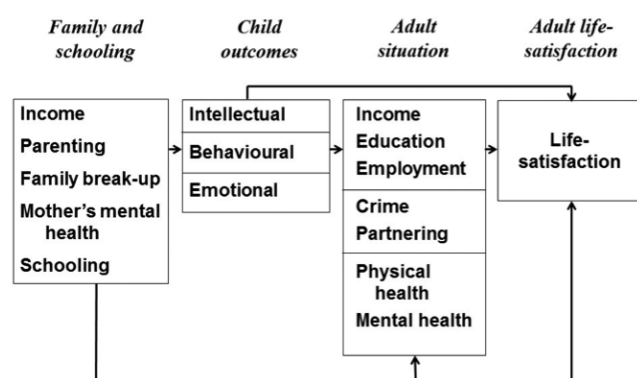 Family and
schooling
Child
outcomes
Adult
situation
Adult life-
satisfaction
Income
Parenting
Family break-up
Mother's mental
health
Schooling
Intellectual
Behavioural
Emotional
Income
Education
Employment
Crime
Partnering
Physical
health
Mental health
Life-
satisfaction